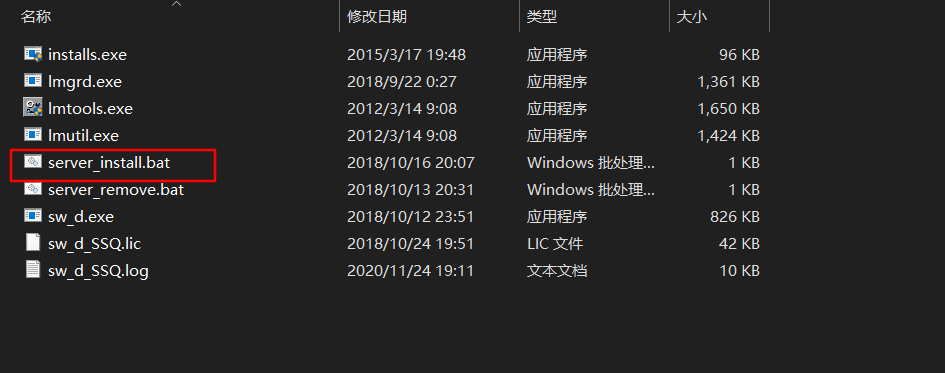 名称 修改日期 类型 大小
installs.exe 2015/3/17 19:48 应用程序 96 KB
lmgrd.exe 2018/9/22 0:27 应用程序 1,361 KB
lmtools.exe 2012/3/14 9:08 应用程序 1,650 KB
lmutil.exe 2012/3/14 9:08 应用程序 1,424 KB
server_install.bat 2018/10/16 20:07 Windows 批处理... 1 KB
server_remove.bat 2018/10/13 20:31 Windows 批处理... 1 KB
sw_d.exe 2018/10/12 23:51 应用程序 826 KB
sw_d_SSQ.lic 2018/10/24 19:51 LIC 文件 42 KB
sw_d_SSQ.log 2020/11/24 19:11 文本文档 10 KB